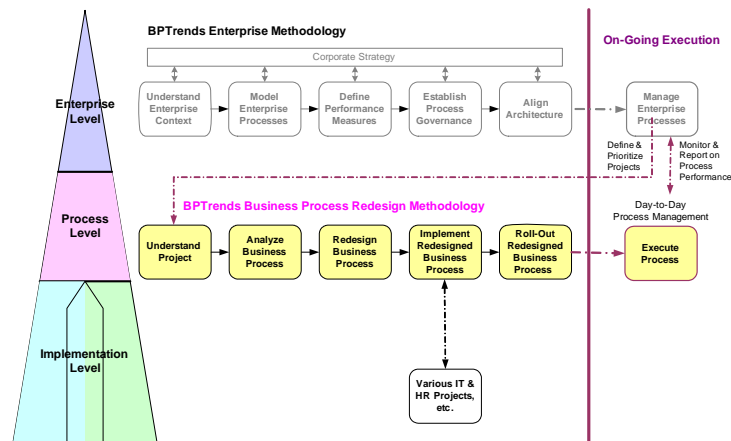 BPTrends Enterprise Methodology
On-Going Execution
Corporate Strategy
Enterprise
Level
Understand
Enterprise
Context
Model
Enterprise
Processes
Define
Performance
Measures
Establish
Process
Governance
Align
Architecture
Manage
Enterprise
Processes
Define &
Prioritize
Projects
Monitor &
Report on
Process
Performance
BPTrends Business Process Redesign Methodology
Day-to-Day
Process Management
Process
Level
Understand
Project
Analyze
Business
Process
Redesign
Business
Process
Implement
Redesigned
Business
Process
Roll-Out
Redesigned
Business
Process
Execute
Process
Implementation
Level
Various IT &
HR Projects,
etc.